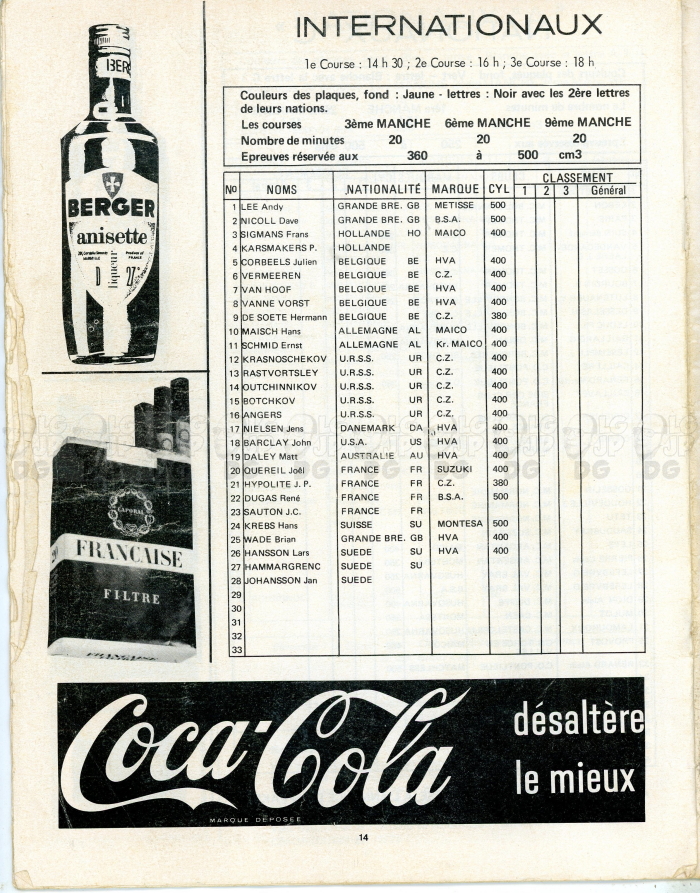 INTERNATIONAUX
1e Course : 14 h 30 ; 2e Course : 16 h ; 3e Course : 18 h
Couleurs des plaques, fond : Jaune - lettres : Noir avec les 2ère lettres
de leurs nations.
Les courses 3ème MANCHE 6ème MANCHE 9ème MANCHE
Nombre de minutes 20 20 20
Epreuves réservée aux 360 à 500 cm3
No NOMS NATIONALITÉ MARQUE CYL CLASSEMENT
1 2 3 Général
1 LEE Andy GRANDE BRE. GB METISSE 500
2 NICOLL Dave GRANDE BRE. GB B.S.A. 500
3 SIGMANS Frans HOLLANDE HO MAICO 400
4 KARSMAKERS P. HOLLANDE
5 CORBEELS Julien BELGIQUE BE HVA 400
6 VERMEEREN BELGIQUE BE C.Z. 400
7 VAN HOOF BELGIQUE BE HVA 400
8 VANNE VORST BELGIQUE BE HVA 400
9 DE SOETE Hermann BELGIQUE BE C.Z. 380
10 MAISCH Hans ALLEMAGNE AL MAICO 400
11 SCHMID Ernst ALLEMAGNE AL Kr. MAICO 400
12 KRASNOSCHEKOV U.R.S.S. UR C.Z. 400
13 RASTVORTSLEY U.R.S.S. UR C.Z. 400
14 OUTCHINNIKOV U.R.S.S. UR C.Z. 400
15 BOTCHKOV U.R.S.S. UR C.Z. 400
16 ANGERS U.R.S.S. UR C.Z. 400
17 NIELSEN Jens DANEMARK DA HVA 400
18 BARCLAY John U.S.A. US HVA 400
19 DALEY Matt AUSTRALIE AU HVA 400
20 QUEREIL Joël FRANCE FR SUZUKI 400
21 HYPOLITE J. P. FRANCE FR C.Z. 380
22 DUGAS René FRANCE FR B.S.A. 500
23 SAUTON J.C. FRANCE FR
24 KREBS Hans SUISSE SU MONTESA 500
25 WADE Brian GRANDE BRE. GB HVA 400
26 HANSSON Lars SUEDE SU HVA 400
27 HAMMARGRENC SUEDE SU
28 JOHANSSON Jan SUEDE
29
30
31
32
33
BERGER
anisette
liqueur
D 27°
CAPORAL
FRANÇAISE
FILTRE
FRANÇAISE
Coca-Cola
MARQUE DÉPOSÉE
désaltère
le mieux
14